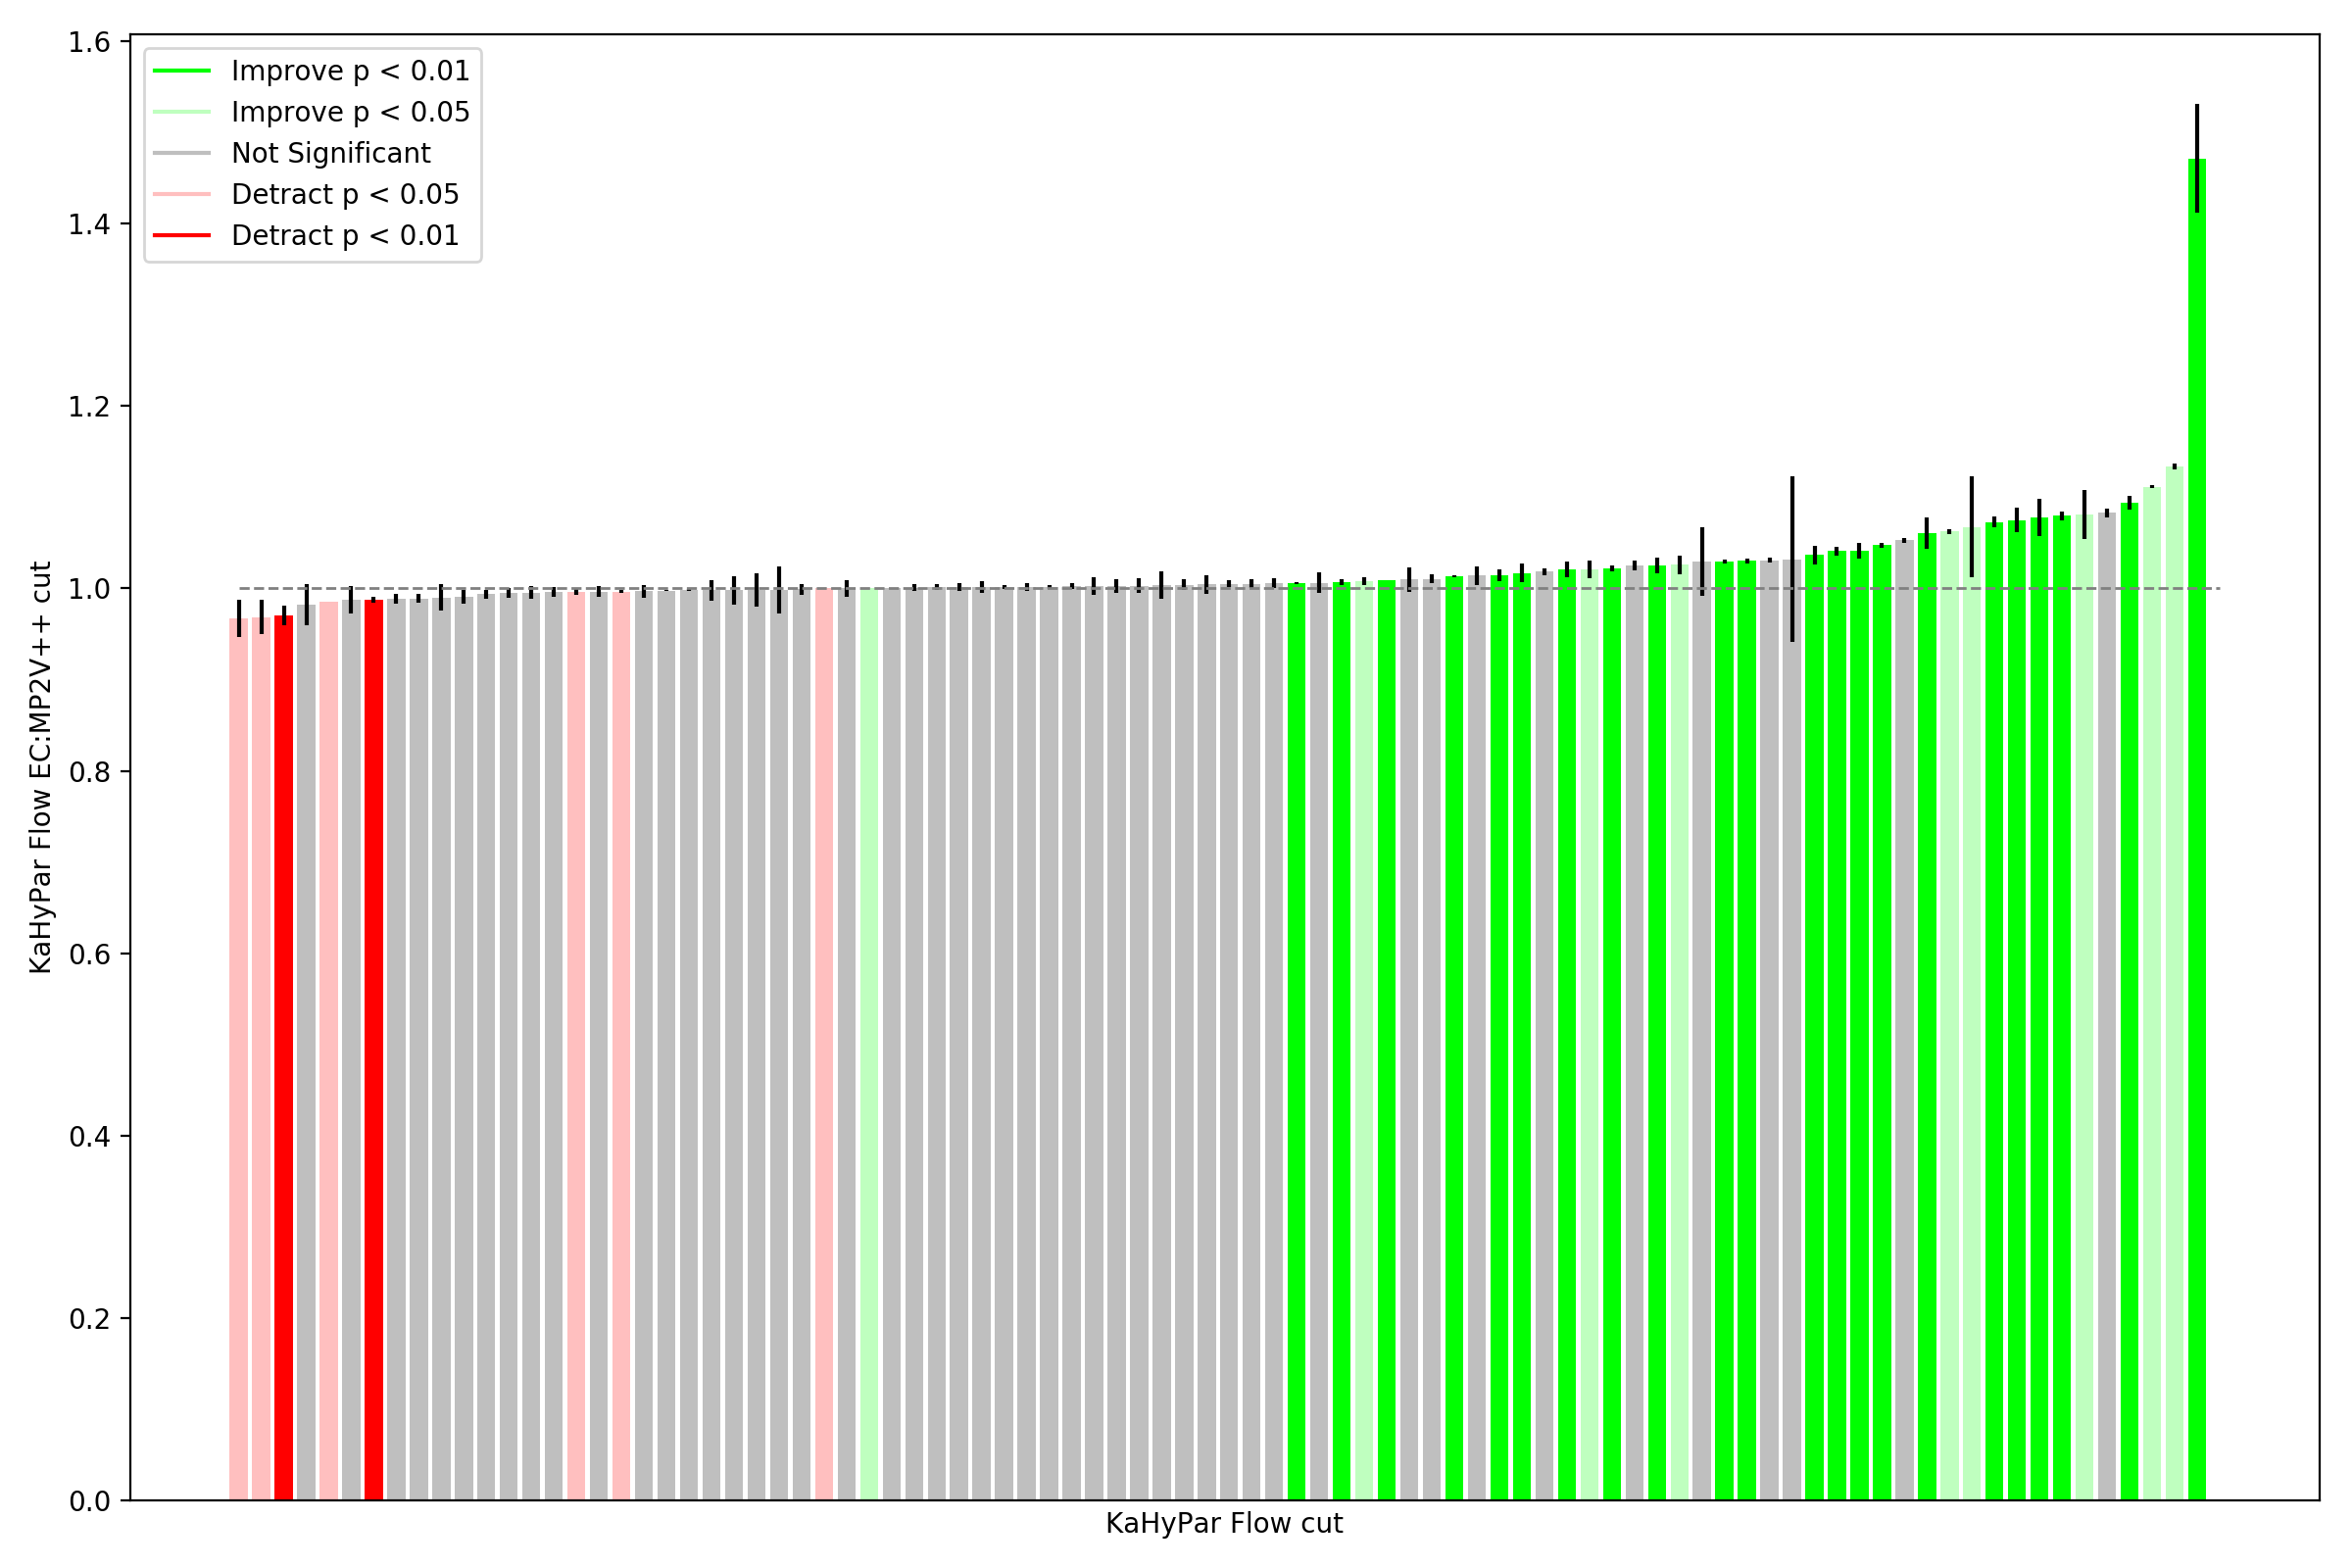 1.6
1.4
1.2
1.0
0.8
0.6
0.4
0.2
0.0
Improve p < 0.01
Improve p < 0.05
Not Significant
Detract p < 0.05
Detract p < 0.01
KaHyPar Flow EC:MP2V++ cut
KaHyPar Flow cut